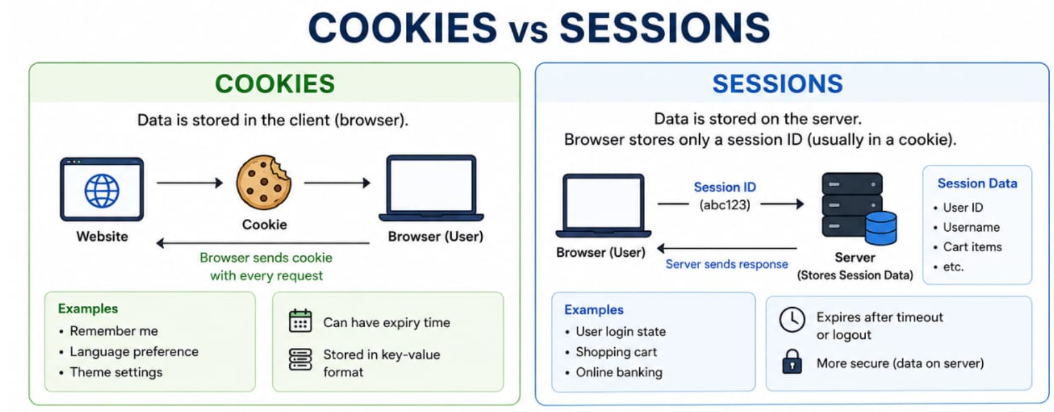 COOKIES vs SESSIONS
COOKIES
Data is stored in the client (browser).
Website
Cookie
Browser (User)
Browser sends cookie
with every request
Examples
• Remember me
• Language preference
• Theme settings
Can have expiry time
Stored in key-value
format
SESSIONS
Data is stored on the server.
Browser stores only a session ID (usually in a cookie).
Browser (User)
Session ID
(abc123)
Server sends response
Server
(Stores Session Data)
Session Data
• User ID
• Username
• Cart items
• etc.
Examples
• User login state
• Shopping cart
• Online banking
Expires after timeout
or logout
More secure (data on server)